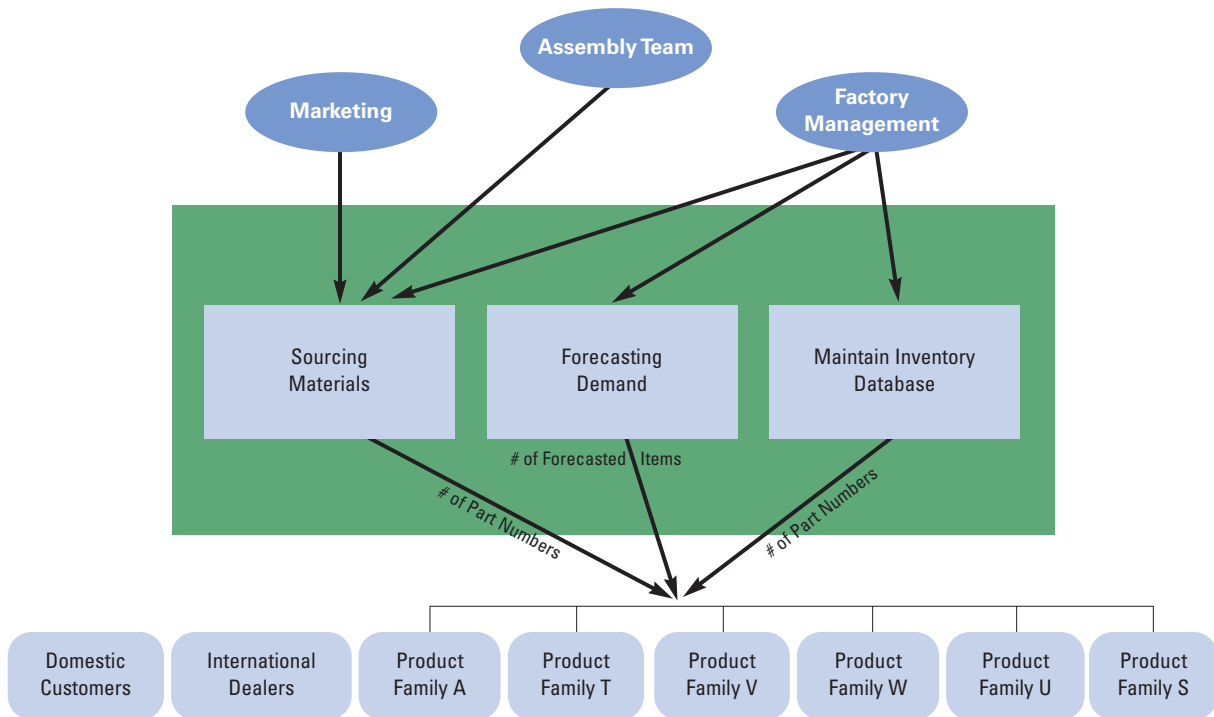 Assembly Team
Marketing
Factory
Management
Sourcing
Materials
Forecasting
Demand
Maintain Inventory
Database
# of Forecasted Items
# of Part Numbers
# of Part Numbers
Domestic
Customers
International
Dealers
Product
Family A
Product
Family T
Product
Family V
Product
Family W
Product
Family U
Product
Family S